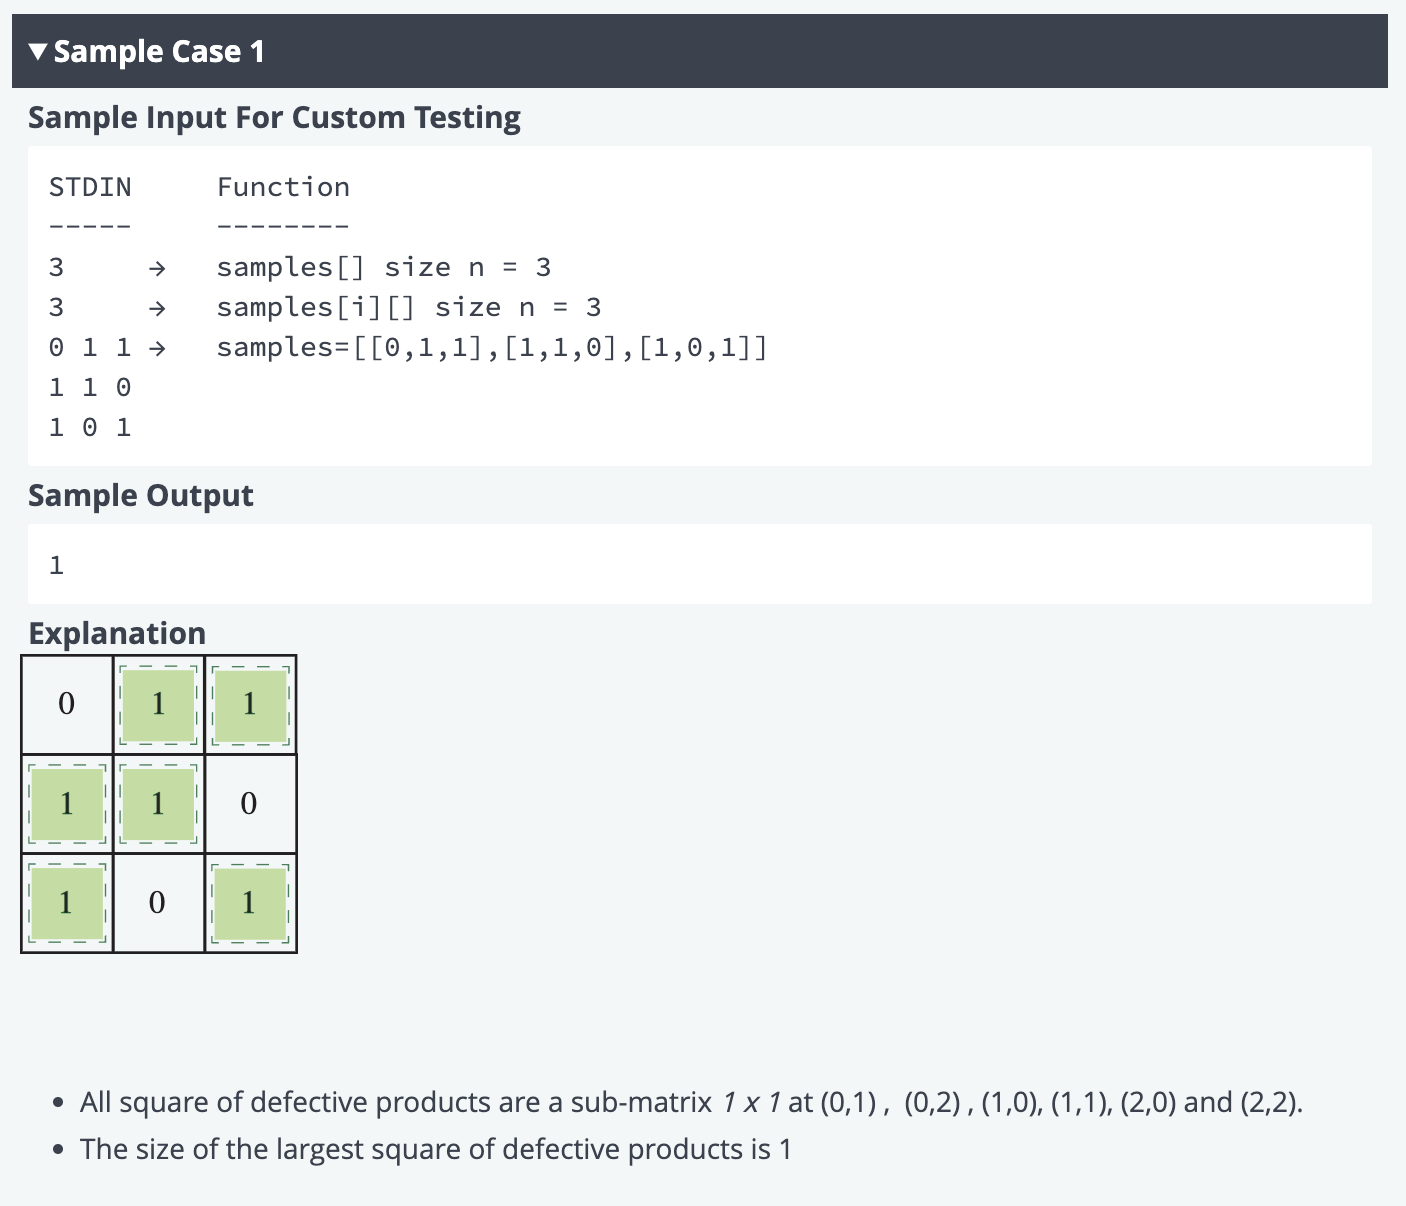 ▼ Sample Case 1
Sample Input For Custom Testing
STDIN     Function
-----     --------
3     →   samples[] size n = 3
3     →   samples[i][] size n = 3
0 1 1 →   samples=[[0,1,1],[1,1,0],[1,0,1]]
1 1 0
1 0 1
Sample Output
1
Explanation
0 1 1
1 1 0
1 0 1
• All square of defective products are a sub-matrix 1 x 1 at (0,1) ,  (0,2) , (1,0), (1,1), (2,0) and (2,2).
• The size of the largest square of defective products is 1